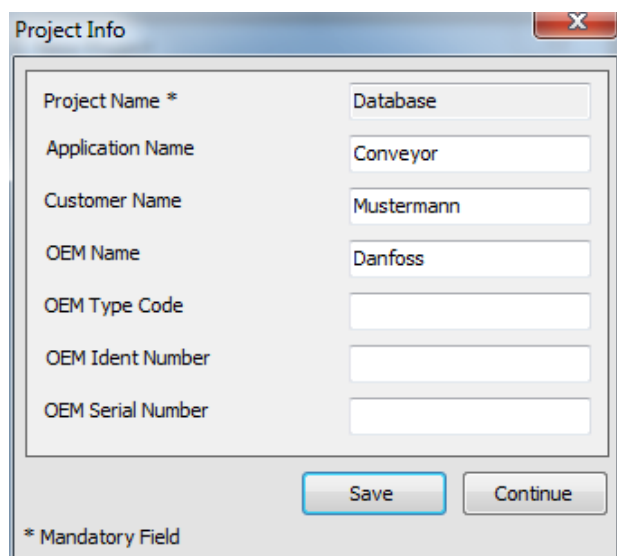 Project Info
Project Name * Database
Application Name Conveyor
Customer Name Mustermann
OEM Name Danfoss
OEM Type Code
OEM Ident Number
OEM Serial Number
Save Continue
* Mandatory Field